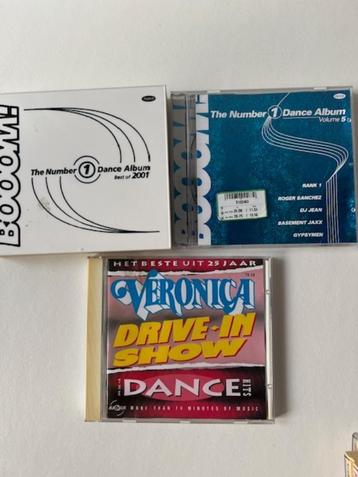 BOOOM!
The Number 1 Dance Album
Best of 2001
BOOOM!
The Number 1 Dance Album
Volume 5
RANK 1
ROGER SANCHEZ
DJ JEAN
BASEMENT JAXX
GYPSYMEN
HET BESTE UIT 25 JAAR
VERONICA
DRIVE-IN
SHOW
DANCE
HITS
MORE THAN 74 MINUTES OF MUSIC